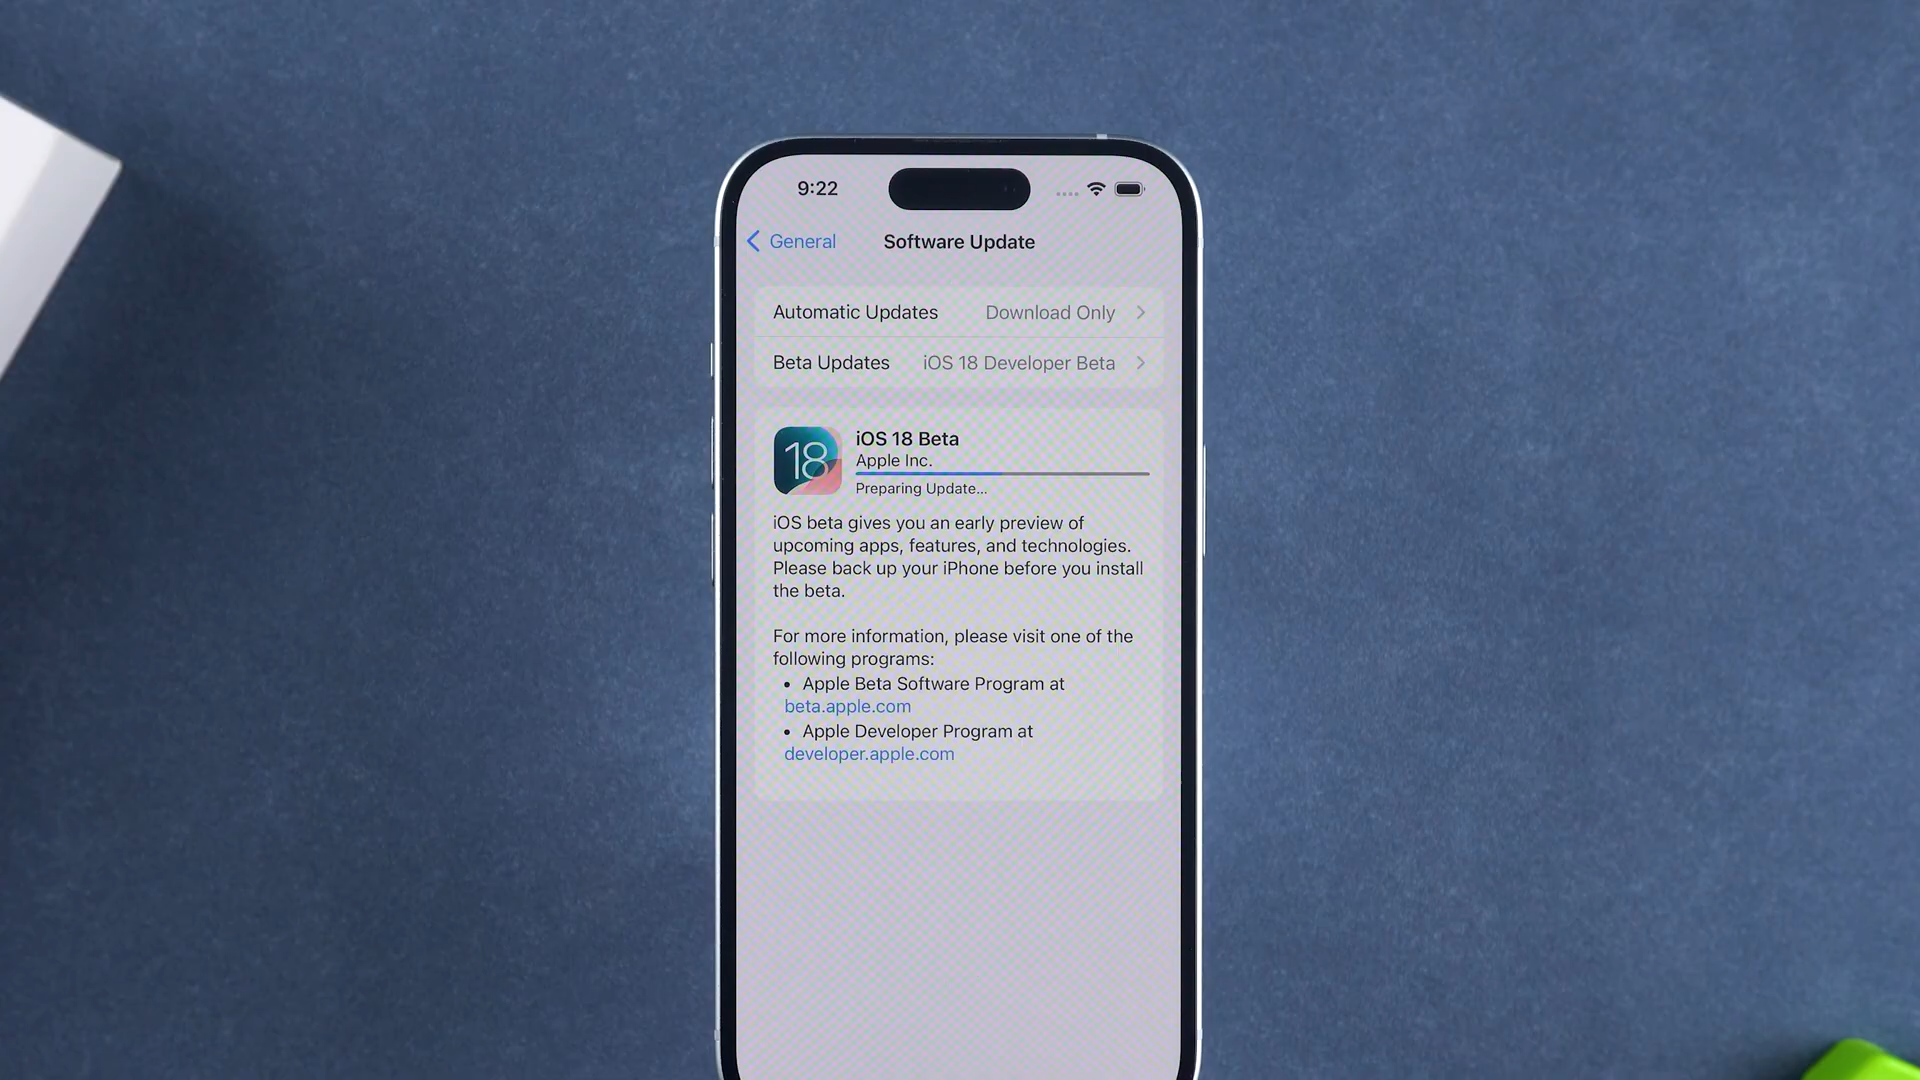 9:22
General Software Update
Automatic Updates Download Only
Beta Updates iOS 18 Developer Beta
18
iOS 18 Beta
Apple Inc.
Preparing Update...
iOS beta gives you an early preview of
upcoming apps, features, and technologies.
Please back up your iPhone before you install
the beta.
For more information, please visit one of the
following programs:
• Apple Beta Software Program at
beta.apple.com
• Apple Developer Program at
developer.apple.com